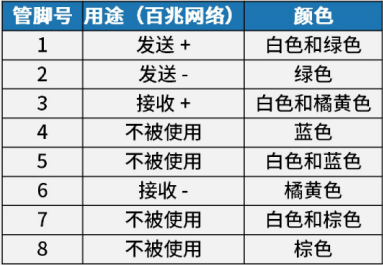 管脚号 用途（百兆网络） 颜色
1 发送 + 白色和绿色
2 发送 - 绿色
3 接收 + 白色和橘黄色
4 不被使用 蓝色
5 不被使用 白色和蓝色
6 接收 - 橘黄色
7 不被使用 白色和棕色
8 不被使用 棕色